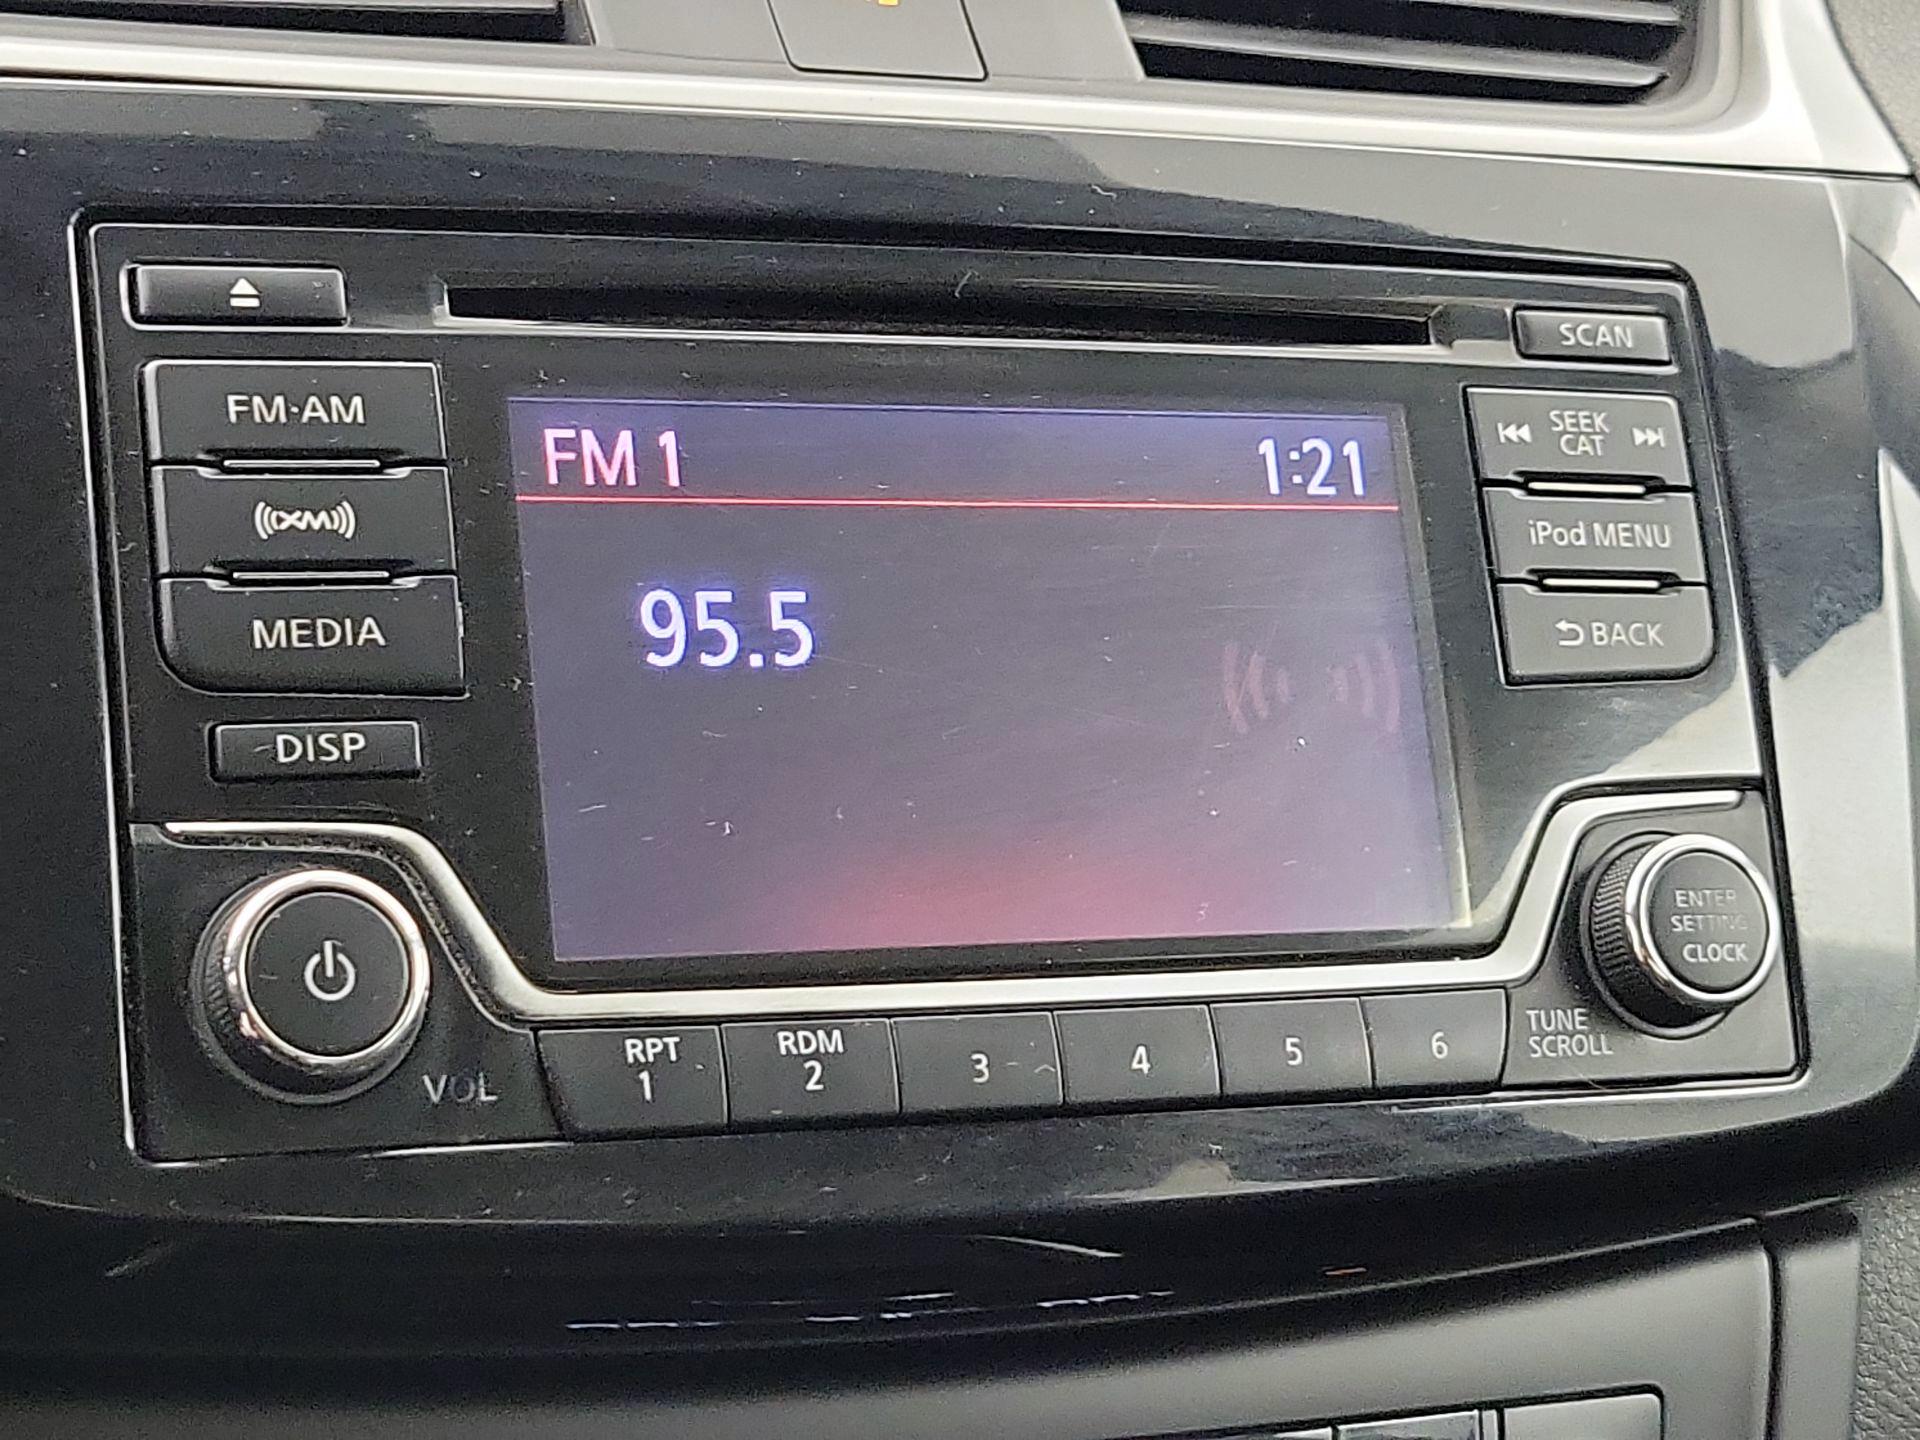 SCAN
FM·AM
SEEK
CAT
FM 1 1:21
XM
iPod MENU
95.5
MEDIA
BACK
DISP
ENTER
SETTING
CLOCK
VOL
RPT
1
RDM
2
3
4
5
6
TUNE
SCROLL